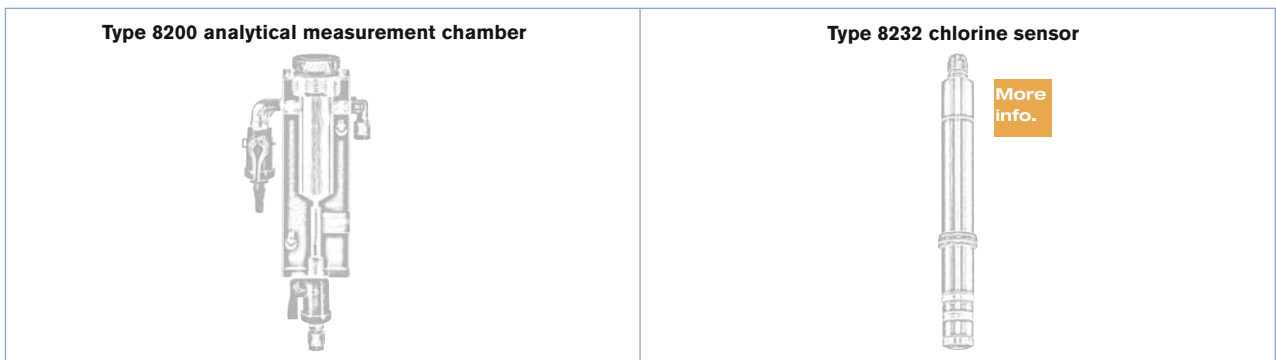 Type 8200 analytical measurement chamber
Type 8232 chlorine sensor
More
info.